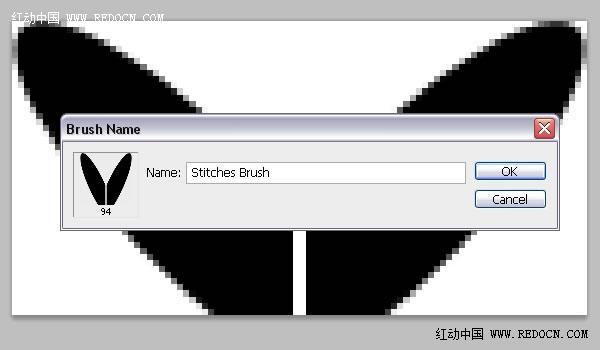 红动中国 WWW.REDOCN.COM
Brush Name
94
Name: Stitches Brush
OK
Cancel
红动中国 WWW.REDOCN.COM